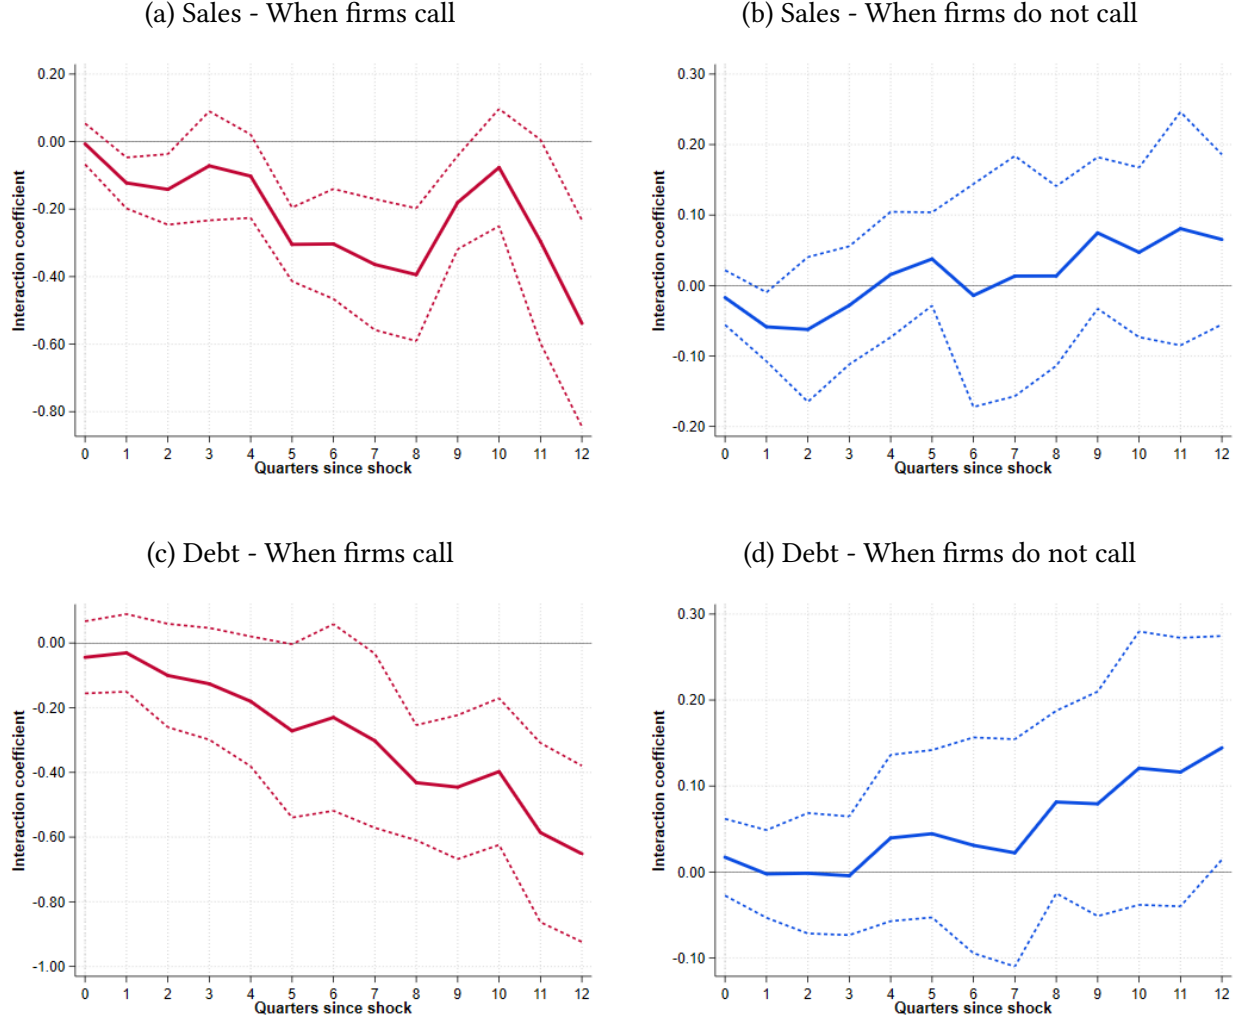 (a) Sales - When firms call
(b) Sales - When firms do not call
0.20
0.00
-0.20
-0.40
-0.60
-0.80
Interaction coefficient
0 1 2 3 4 5 6 7 8 9 10 11 12
Quarters since shock
0.30
0.20
0.10
0.00
-0.10
-0.20
Interaction coefficient
0 1 2 3 4 5 6 7 8 9 10 11 12
Quarters since shock
(c) Debt - When firms call
(d) Debt - When firms do not call
0.00
-0.20
-0.40
-0.60
-0.80
-1.00
Interaction coefficient
0 1 2 3 4 5 6 7 8 9 10 11 12
Quarters since shock
0.30
0.20
0.10
0.00
-0.10
Interaction coefficient
0 1 2 3 4 5 6 7 8 9 10 11 12
Quarters since shock